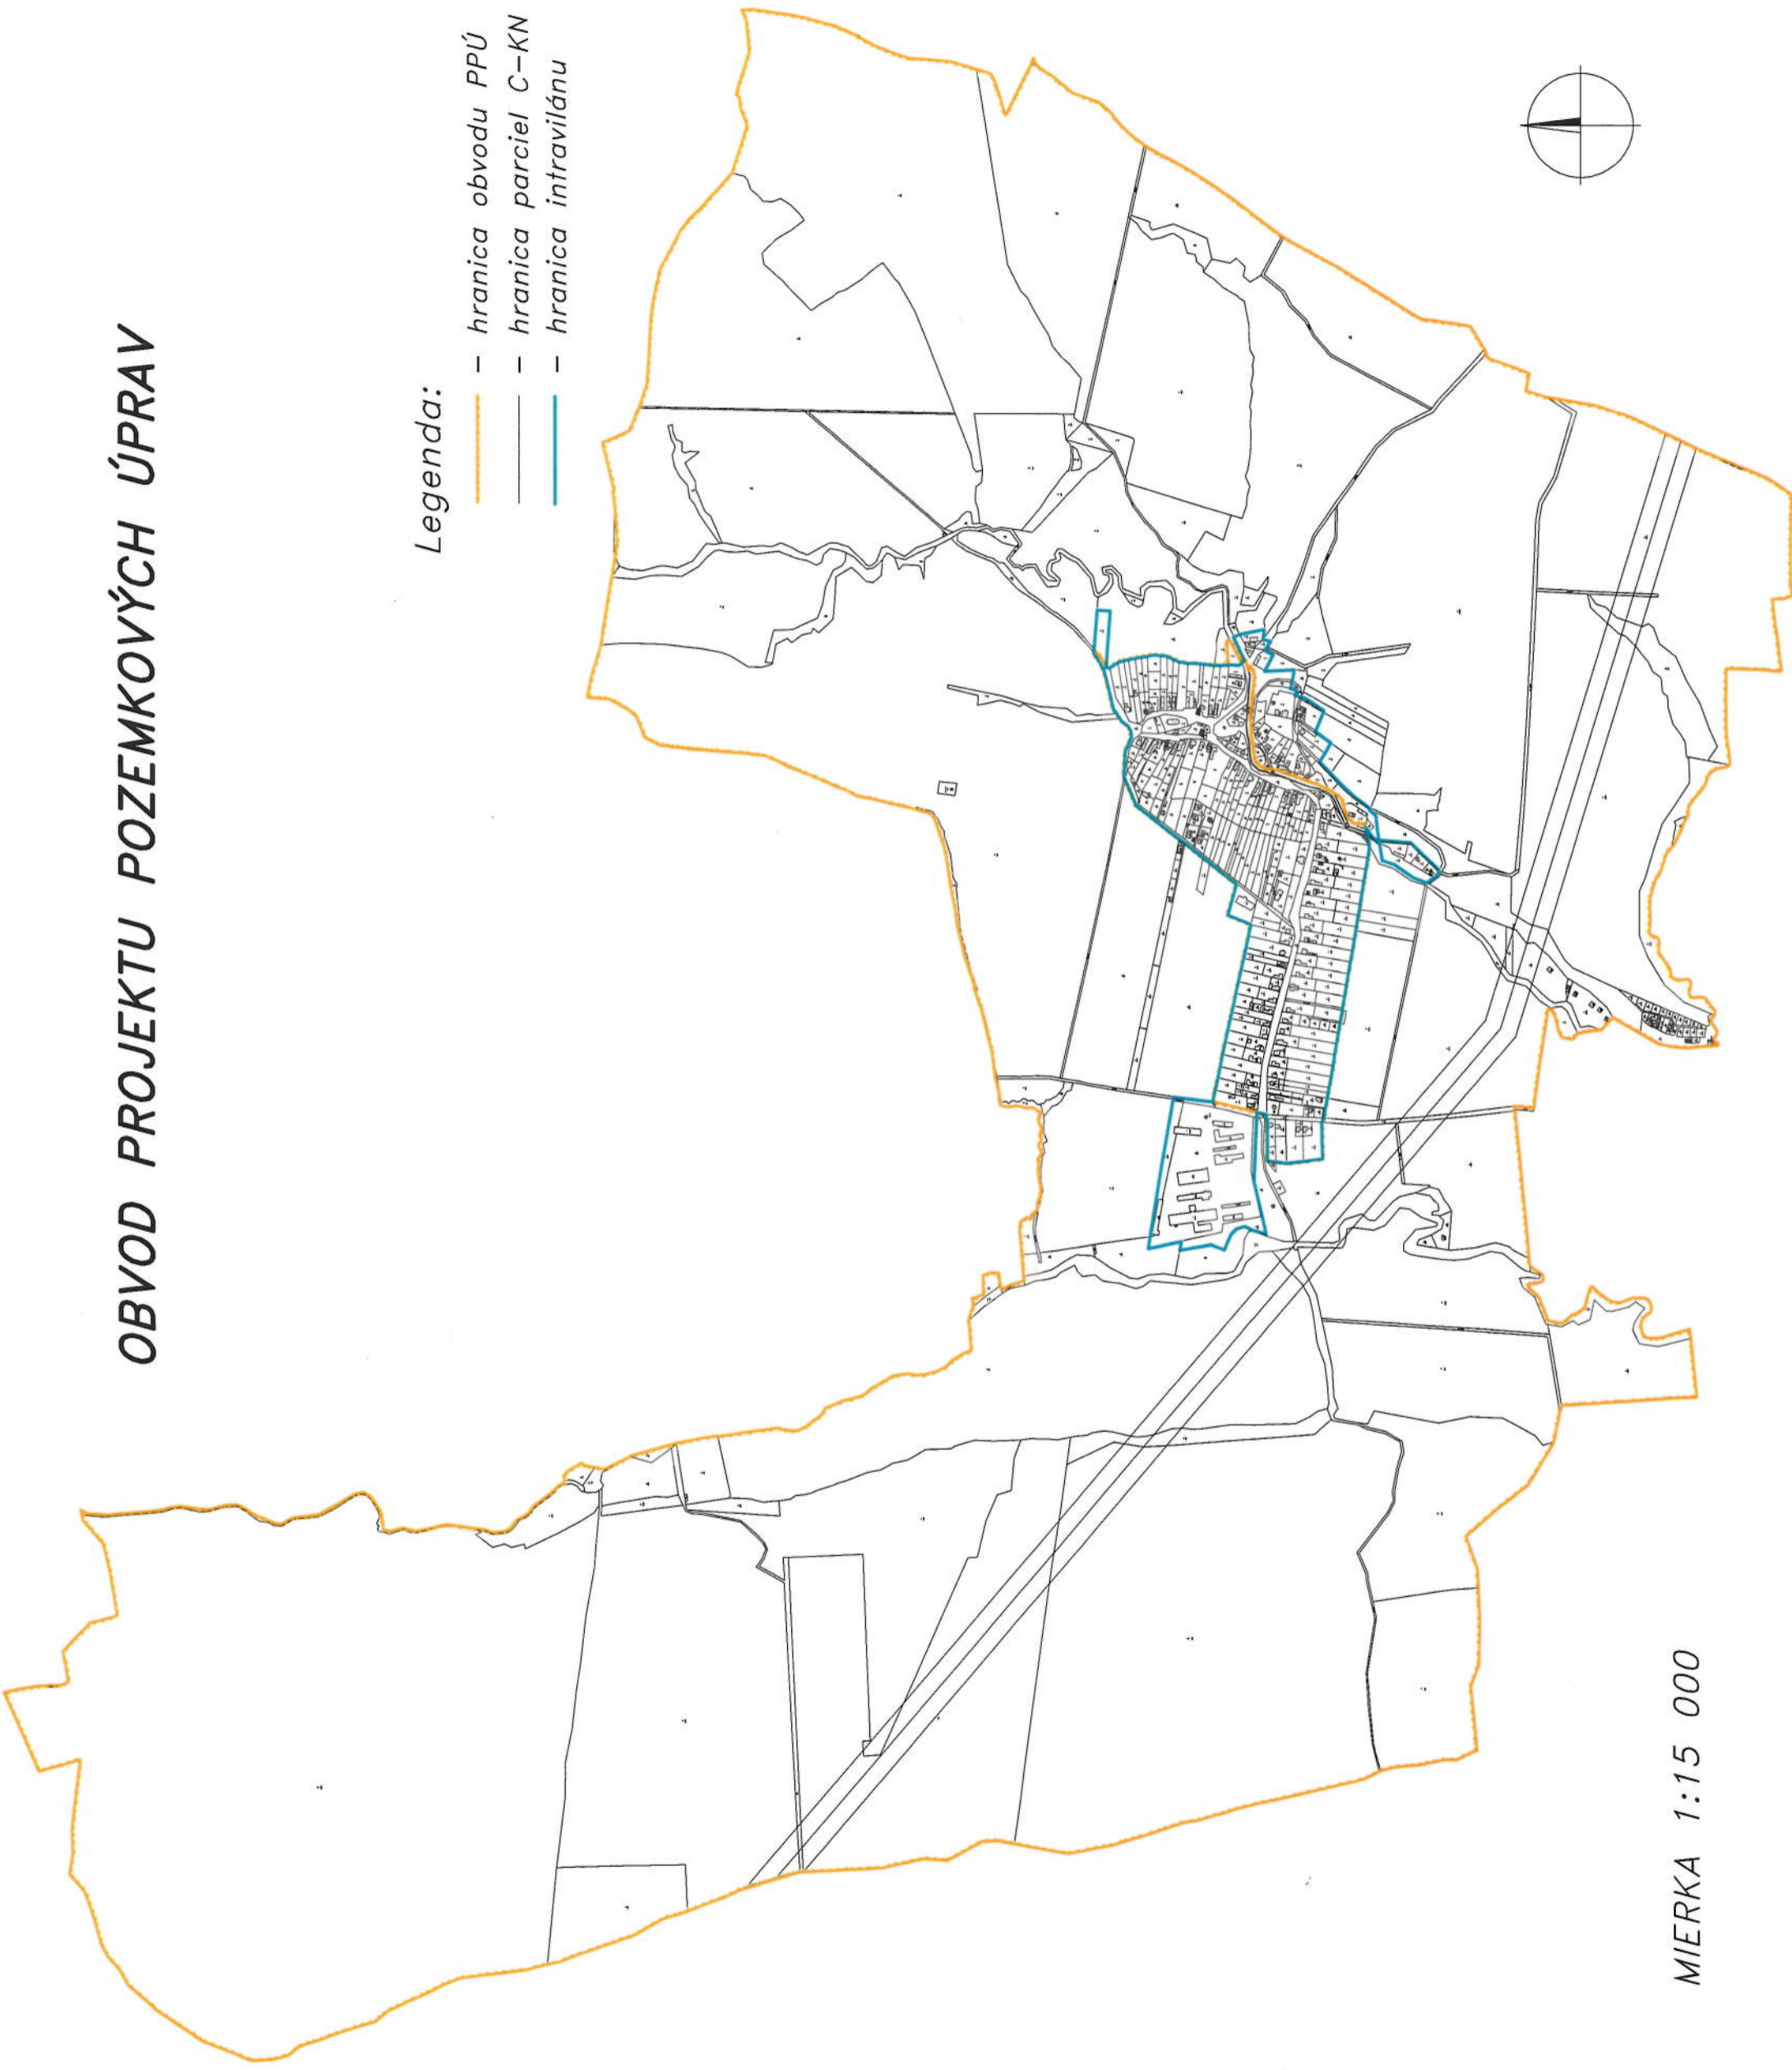 OBVOD PROJEKTU POZEMKOVÝCH ÚPRAV
Legenda:
– hranica obvodu PPÚ
– hranica parciel C–KN
– hranica intravilánu
MIERKA 1:15 000